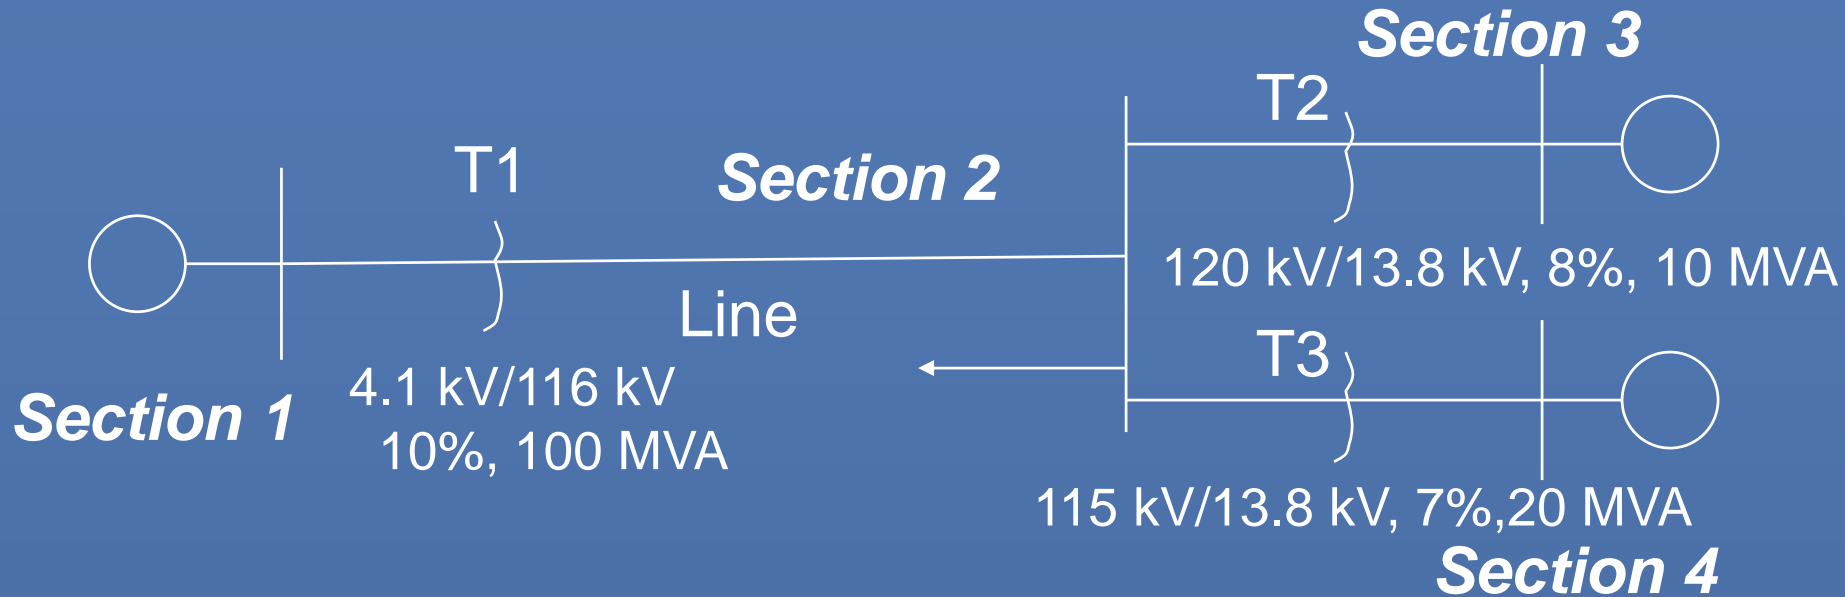 Section 3
T2
T1
Section 2
120 kV/13.8 kV, 8%, 10 MVA
Line
T3
4.1 kV/116 kV
10%, 100 MVA
Section 1
115 kV/13.8 kV, 7%,20 MVA
Section 4